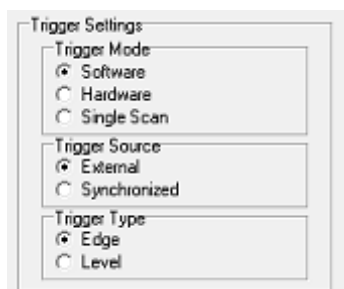 Trigger Settings
Trigger Mode
Software
Hardware
Single Scan
Trigger Source
External
Synchronized
Trigger Type
Edge
Level